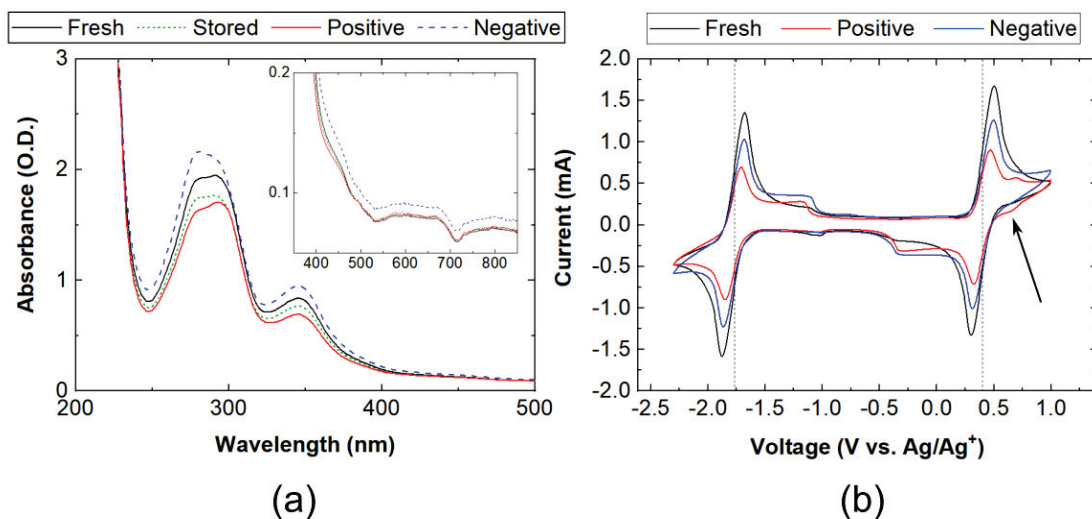 Fresh Stored Positive Negative
3
2
1
0
200 250 300 350 400 450 500
Absorbance (O.D.)
Wavelength (nm)
0.2
0.1
400 500 600 700 800
(a)
Fresh Positive Negative
2.0
1.5
1.0
0.5
0.0
-0.5
-1.0
-1.5
-2.0
-2.5 -2.0 -1.5 -1.0 -0.5 0.0 0.5 1.0
Current (mA)
Voltage (V vs. Ag/Ag⁺)
(b)